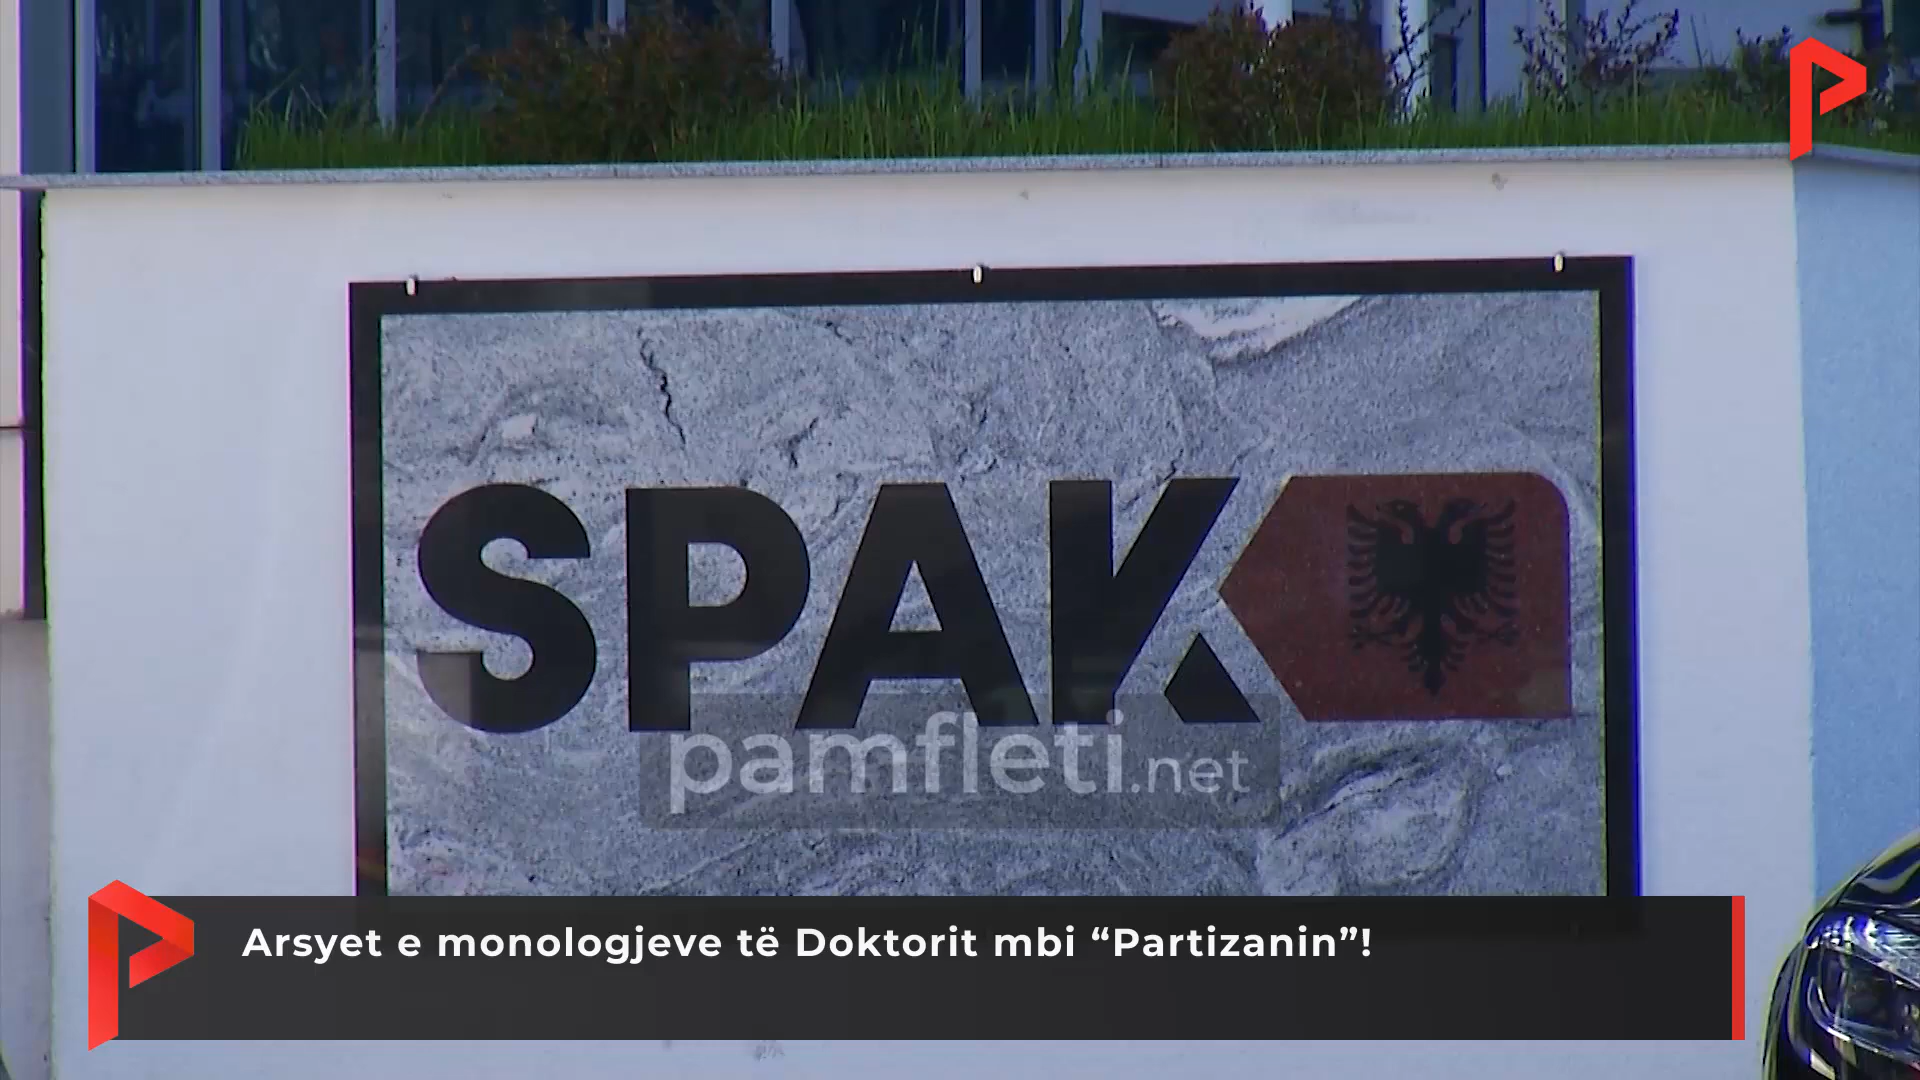 SPAK
pamfleti.net
Arsyet e monologjeve të Doktorit mbi “Partizanin”!